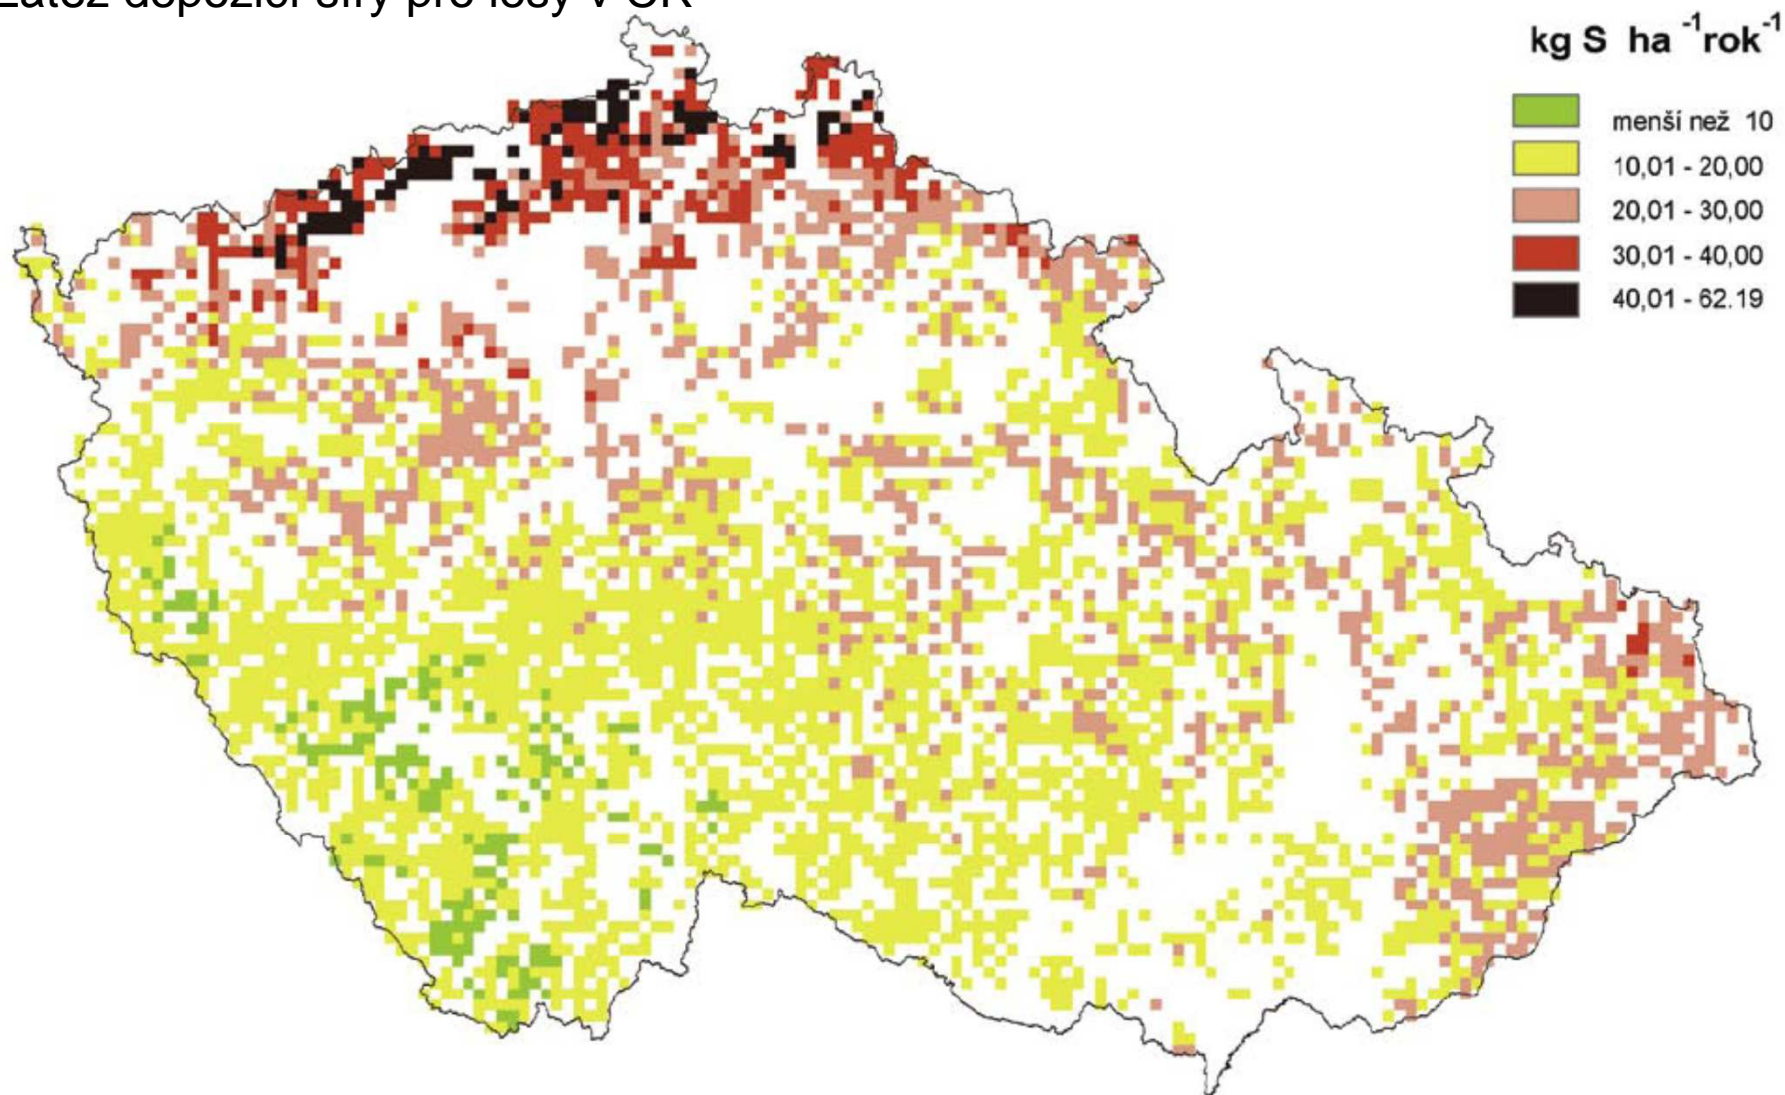 Zátěž depozicí síry pro lesy v ČR
kg S ha -1 rok -1
menší než 10
10,01 - 20,00
20,01 - 30,00
30,01 - 40,00
40,01 - 62.19